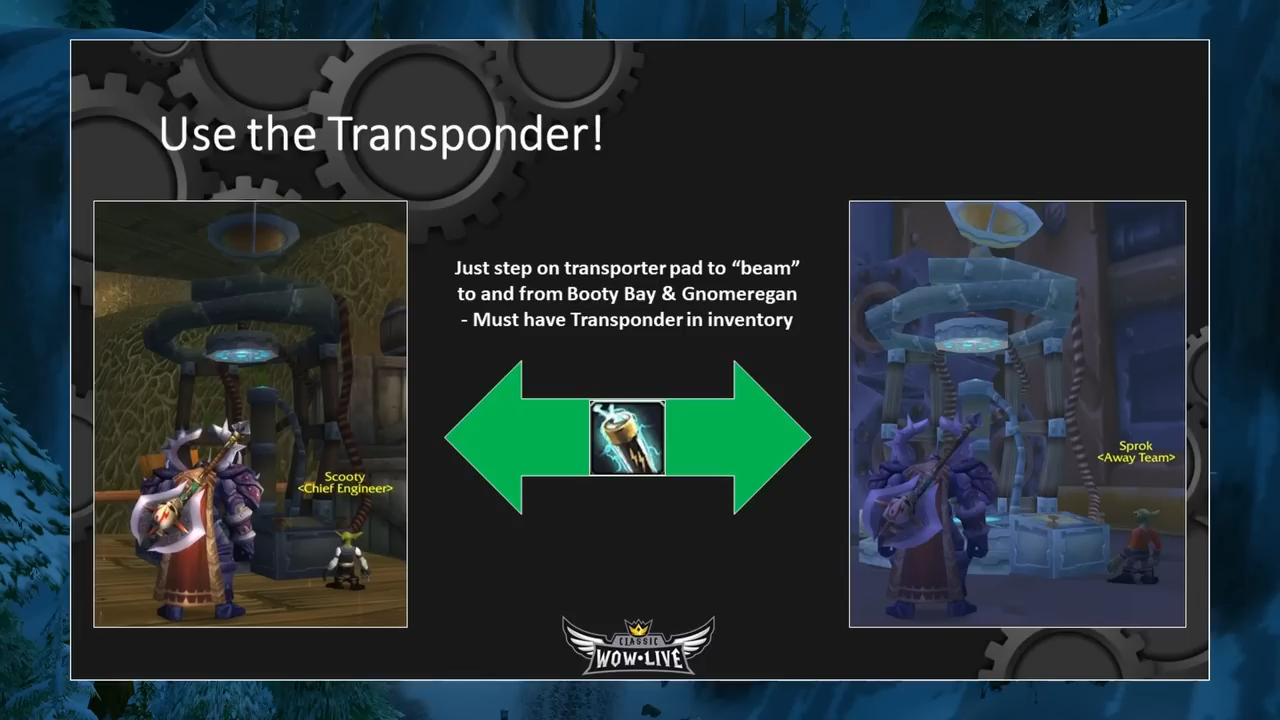 Use the Transponder!
Just step on transporter pad to “beam”
to and from Booty Bay & Gnomeregan
- Must have Transponder in inventory
Scooty
<Chief Engineer>
Sprok
<Away Team>
CLASSIC
WOW•LIVE